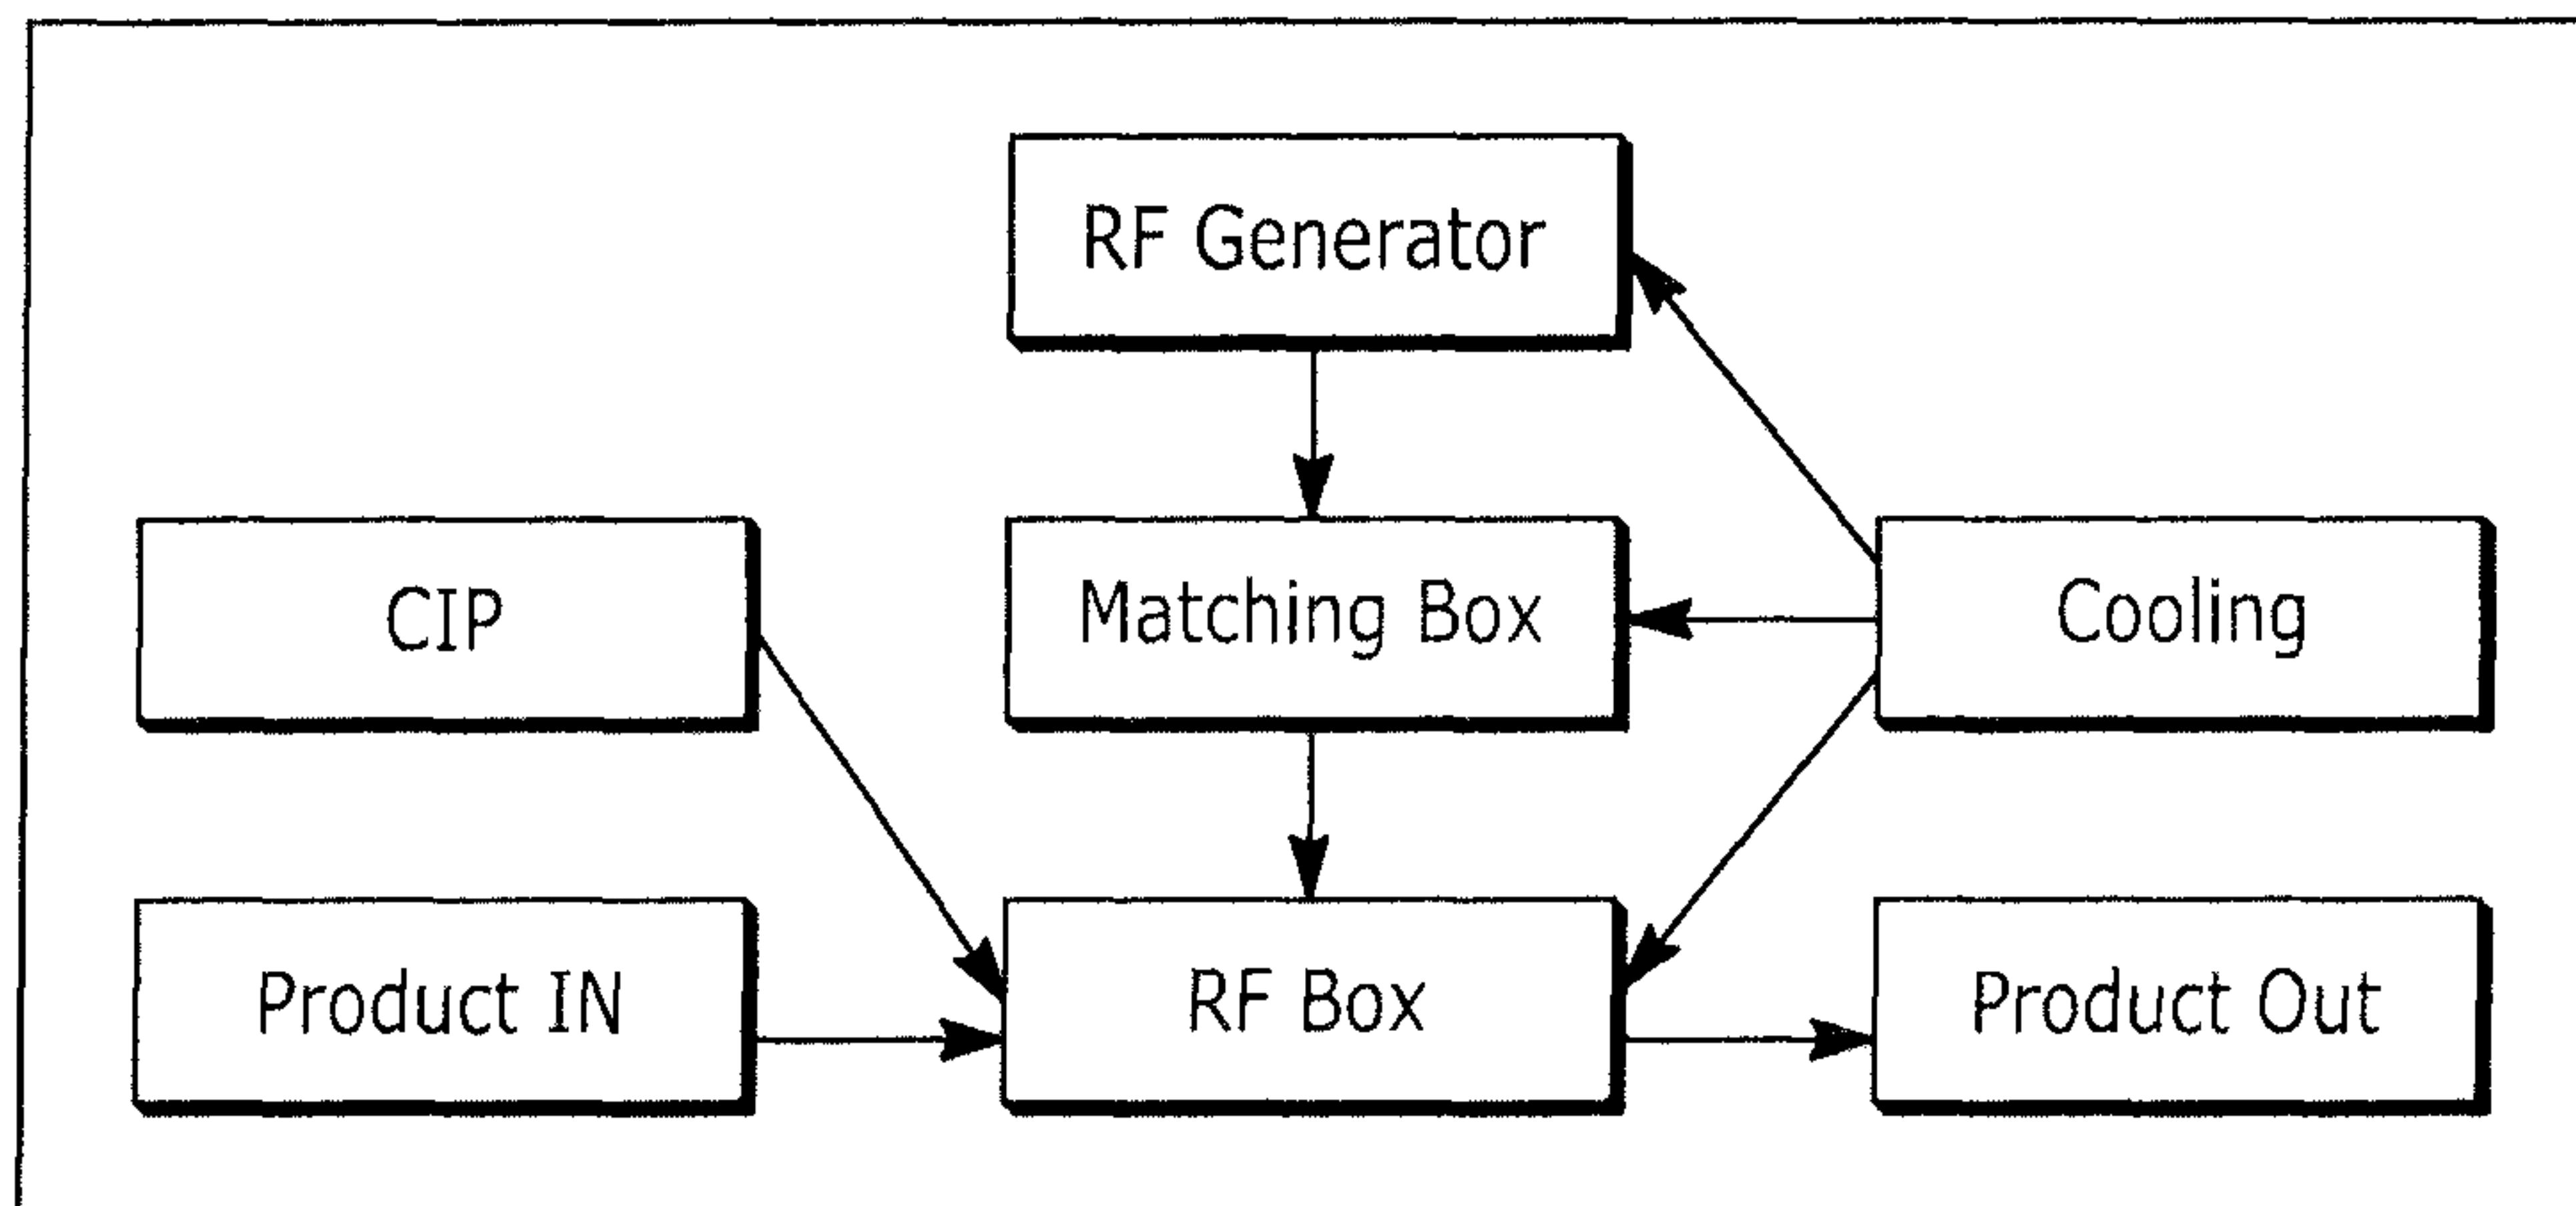 RF Generator
CIP
Matching Box
Cooling
Product IN
RF Box
Product Out